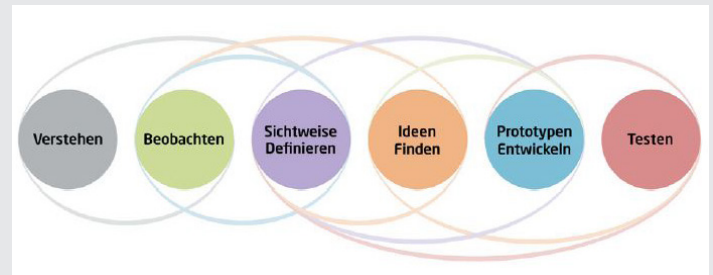 Verstehen
Beobachten
Sichtweise
Definieren
Ideen
Finden
Prototypen
Entwickeln
Testen